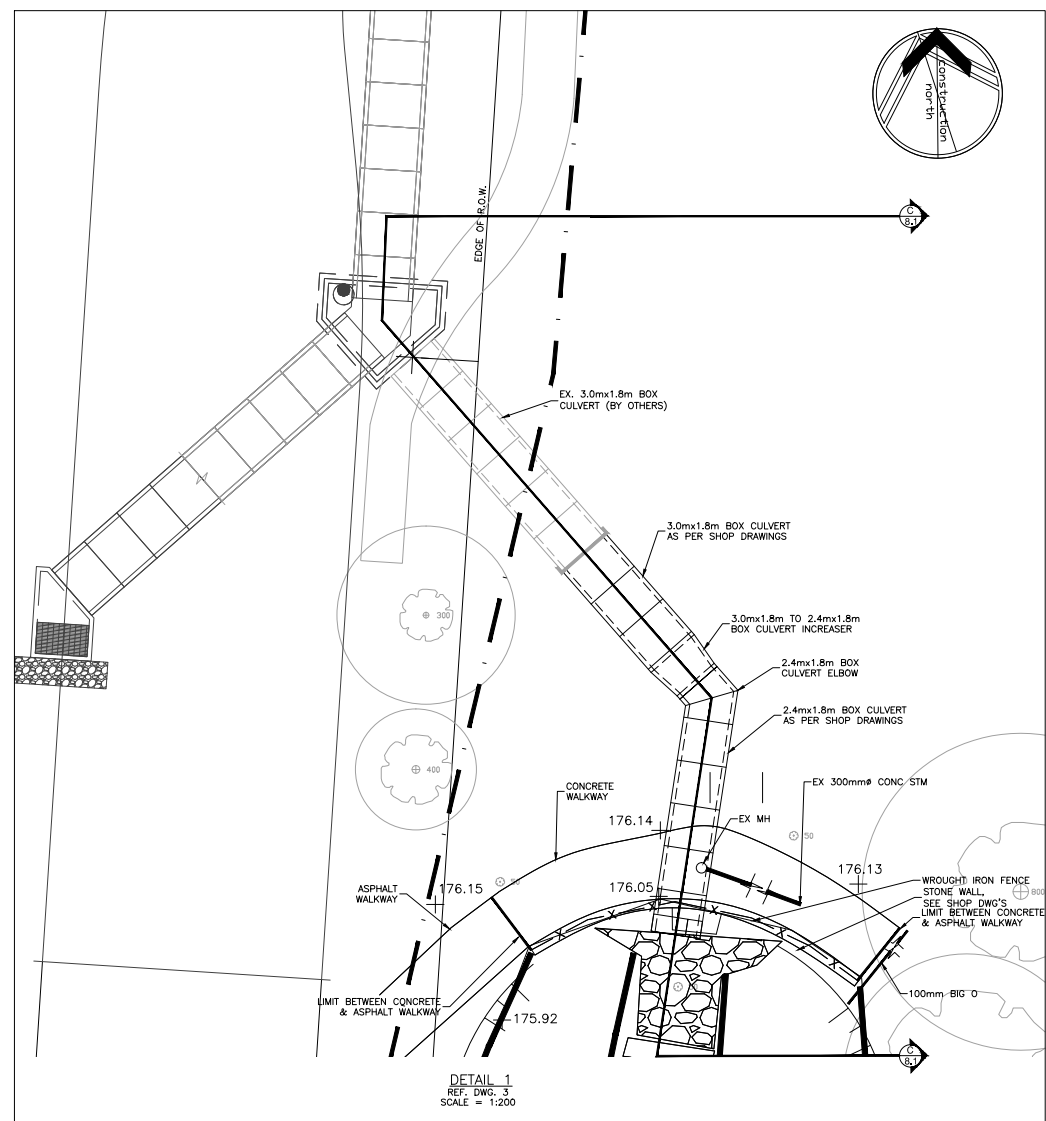 construction
north
EDGE OF R.O.W.
C
8.1
EX. 3.0mx1.8m BOX
CULVERT (BY OTHERS)
3.0mx1.8m BOX CULVERT
AS PER SHOP DRAWINGS
300
3.0mx1.8m TO 2.4mx1.8m
BOX CULVERT INCREASER
2.4mx1.8m BOX
CULVERT ELBOW
2.4mx1.8m BOX CULVERT
AS PER SHOP DRAWINGS
400
CONCRETE
WALKWAY
EX 300mmø CONC STM
176.14
EX MH
50
176.13
ASPHALT
WALKWAY
176.15
176.05
WROUGHT IRON FENCE
STONE WALL,
SEE SHOP DWG'S
LIMIT BETWEEN CONCRETE
& ASPHALT WALKWAY
800
100mm BIG O
LIMIT BETWEEN CONCRETE
& ASPHALT WALKWAY
175.92
C
8.1
DETAIL 1
REF. DWG. 3
SCALE = 1:200